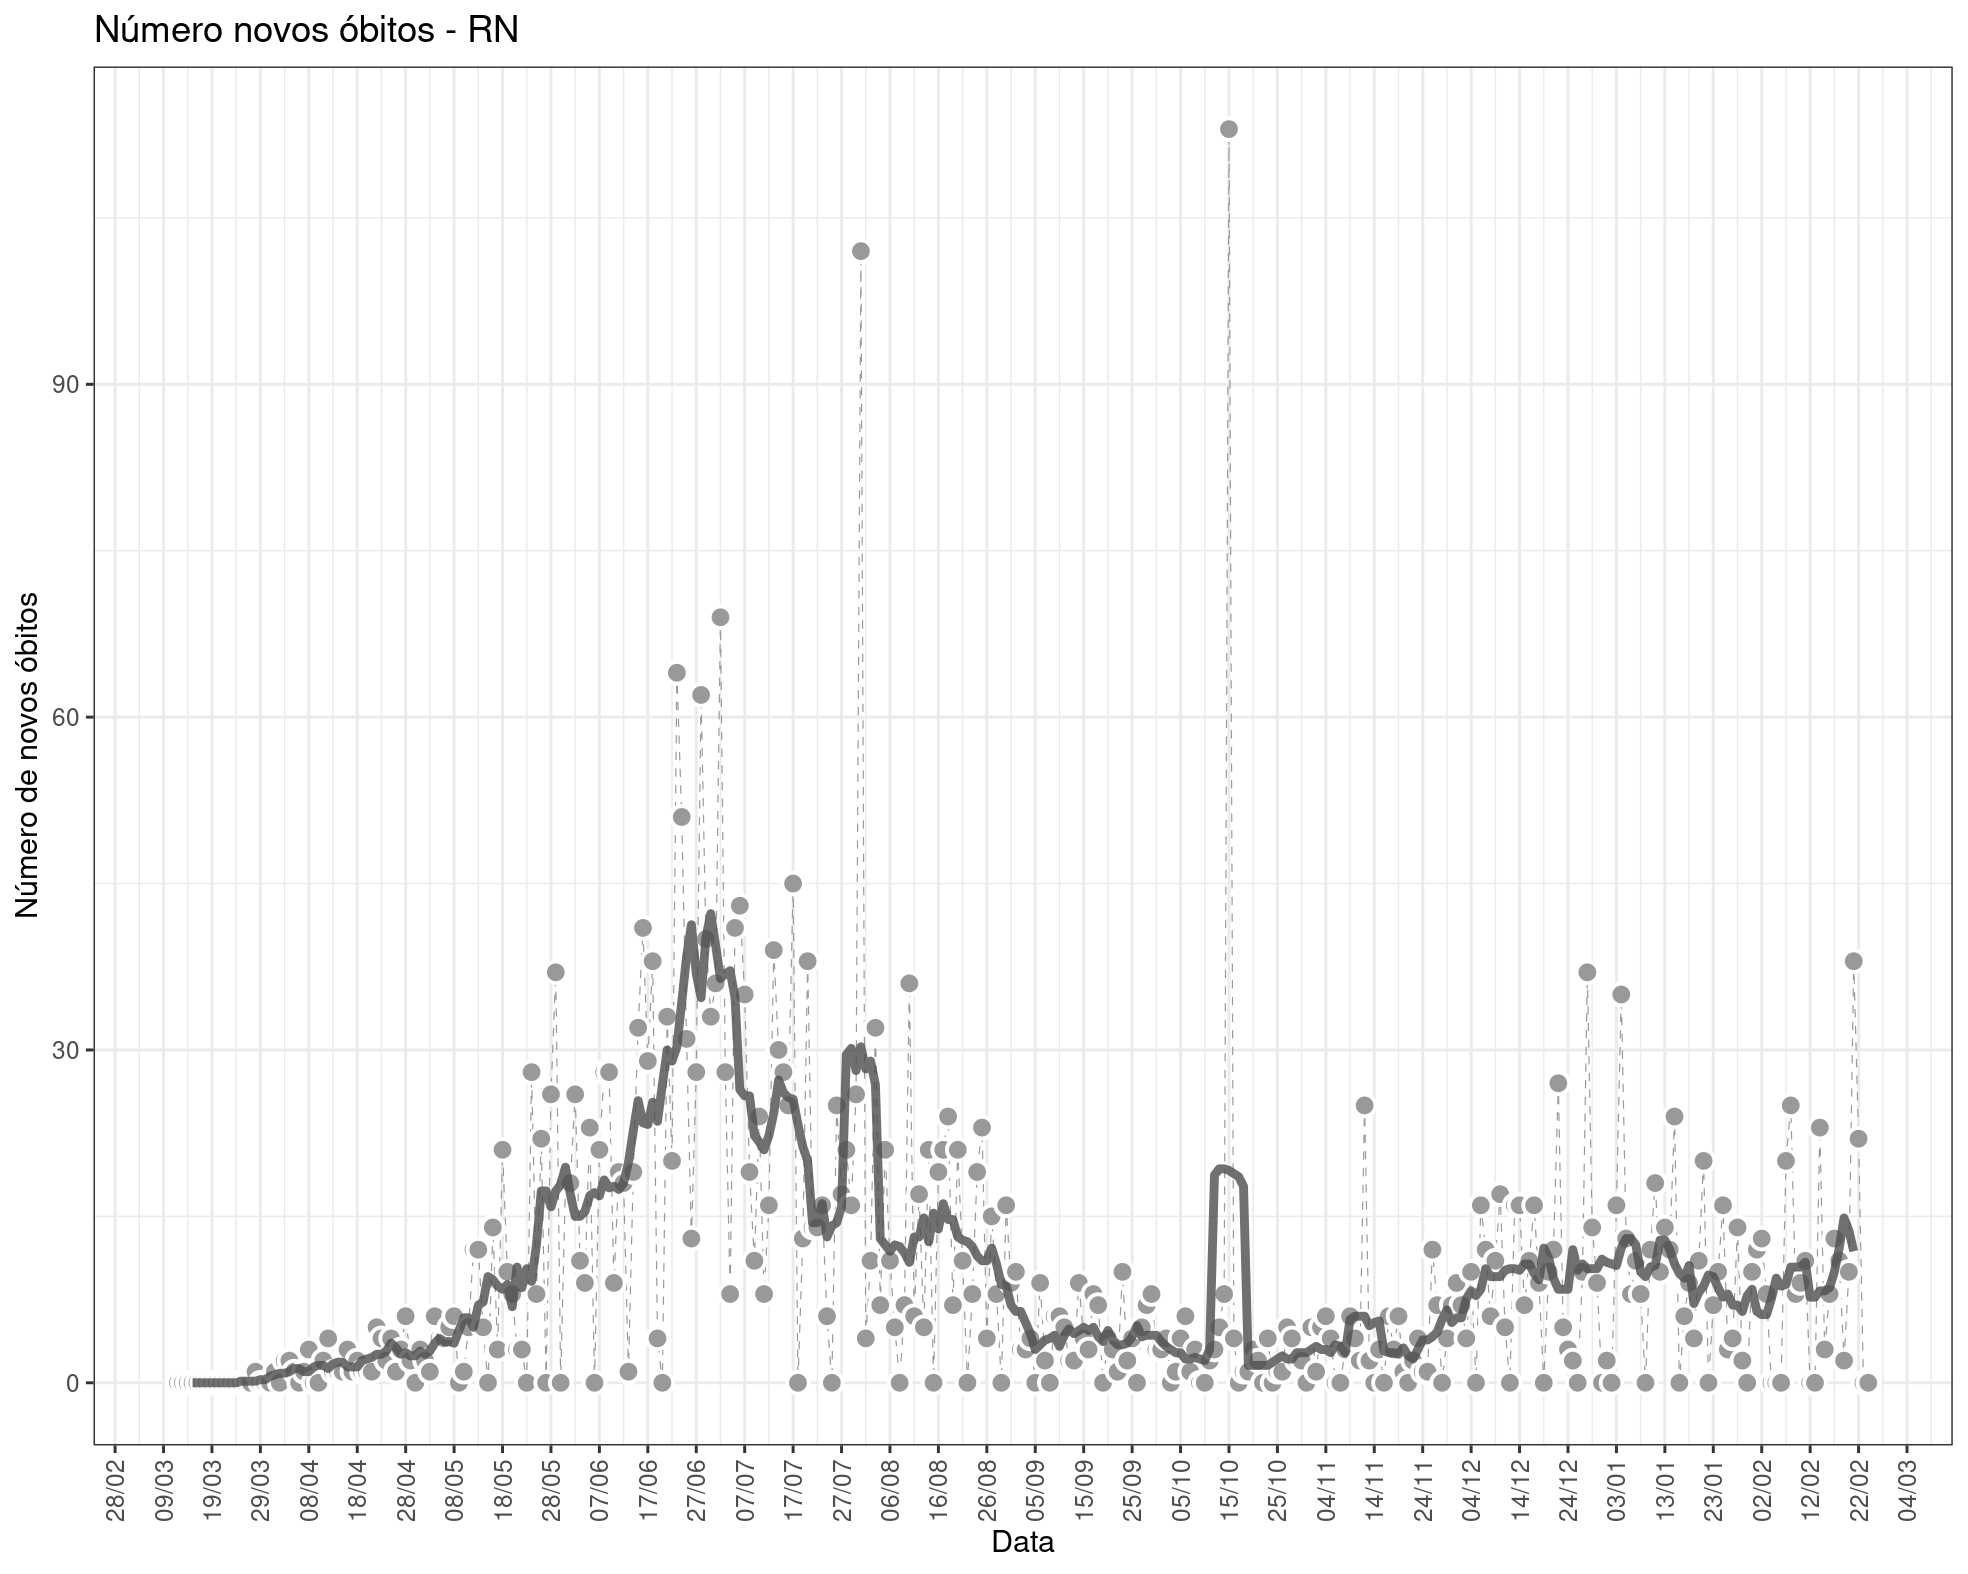 Número novos óbitos - RN
Número de novos óbitos
90
60
30
0
28/02 09/03 19/03 29/03 08/04 18/04 28/04 08/05 18/05 28/05 07/06 17/06 27/06 07/07 17/07 27/07 06/08 16/08 26/08 05/09 15/09 25/09 05/10 15/10 25/10 04/11 14/11 24/11 04/12 14/12 24/12 03/01 13/01 23/01 02/02 12/02 22/02 04/03
Data